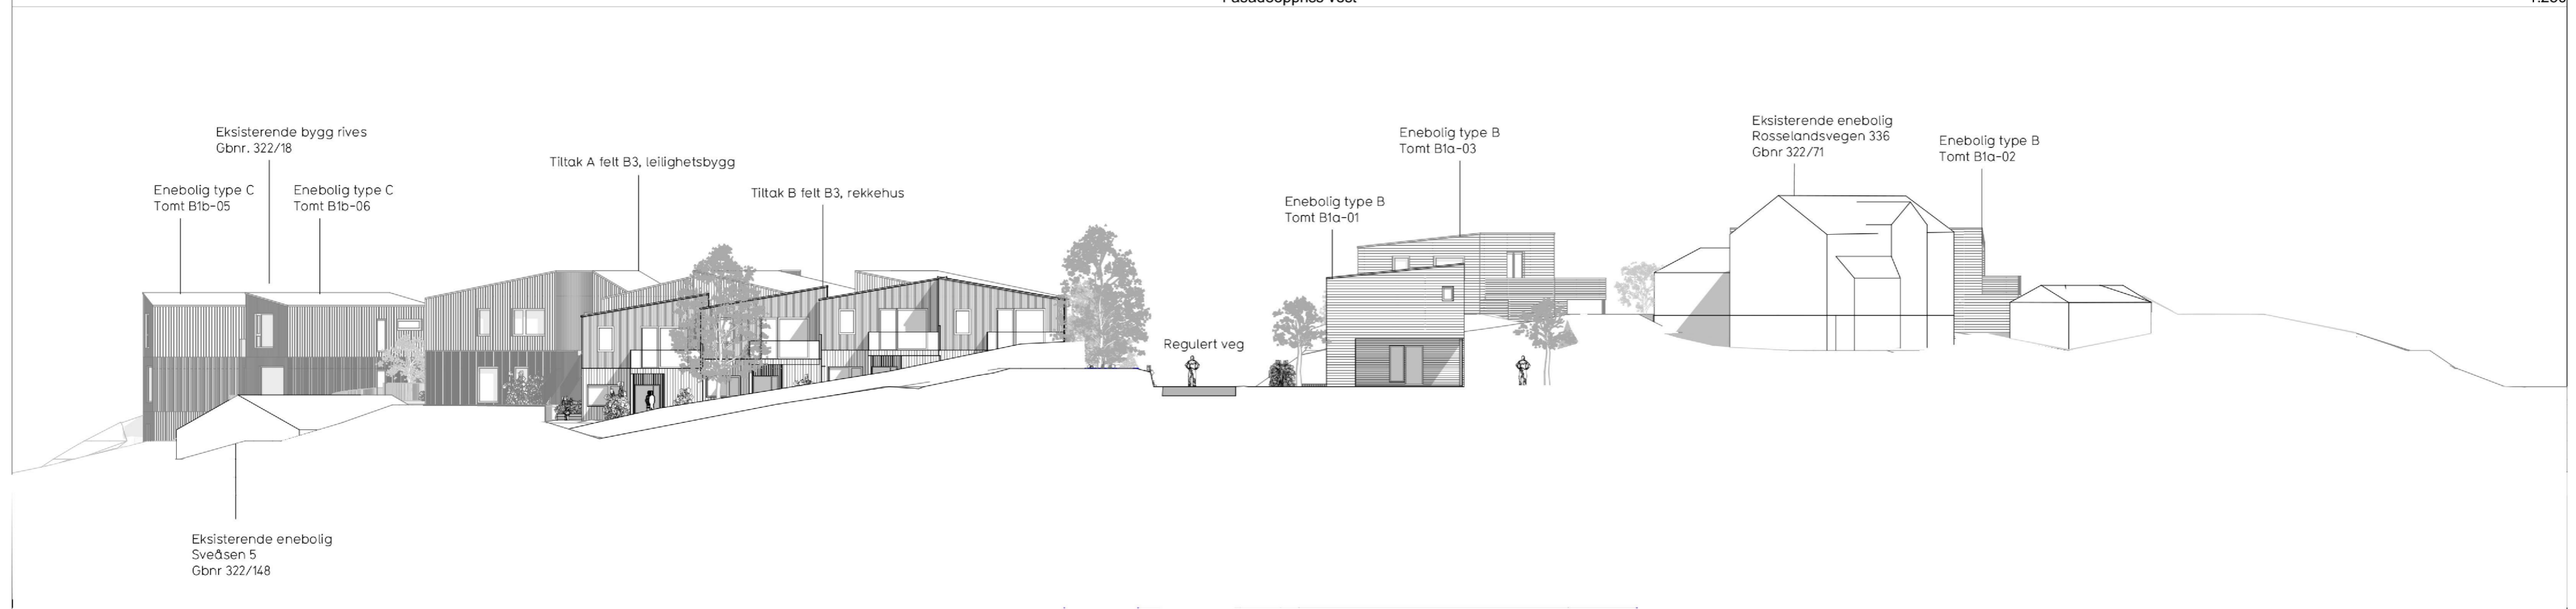 Eksisterende bygg rives
Gbnr. 322/18
Enebolig type C
Tomt B1b-05
Enebolig type C
Tomt B1b-06
Tiltak A felt B3, leilighetsbygg
Tiltak B felt B3, rekkehus
Regulert veg
Enebolig type B
Tomt B1a-01
Enebolig type B
Tomt B1a-03
Eksisterende enebolig
Rosselandsvegen 336
Gbnr 322/71
Enebolig type B
Tomt B1a-02
Eksisterende enebolig
Sveåsen 5
Gbnr 322/148